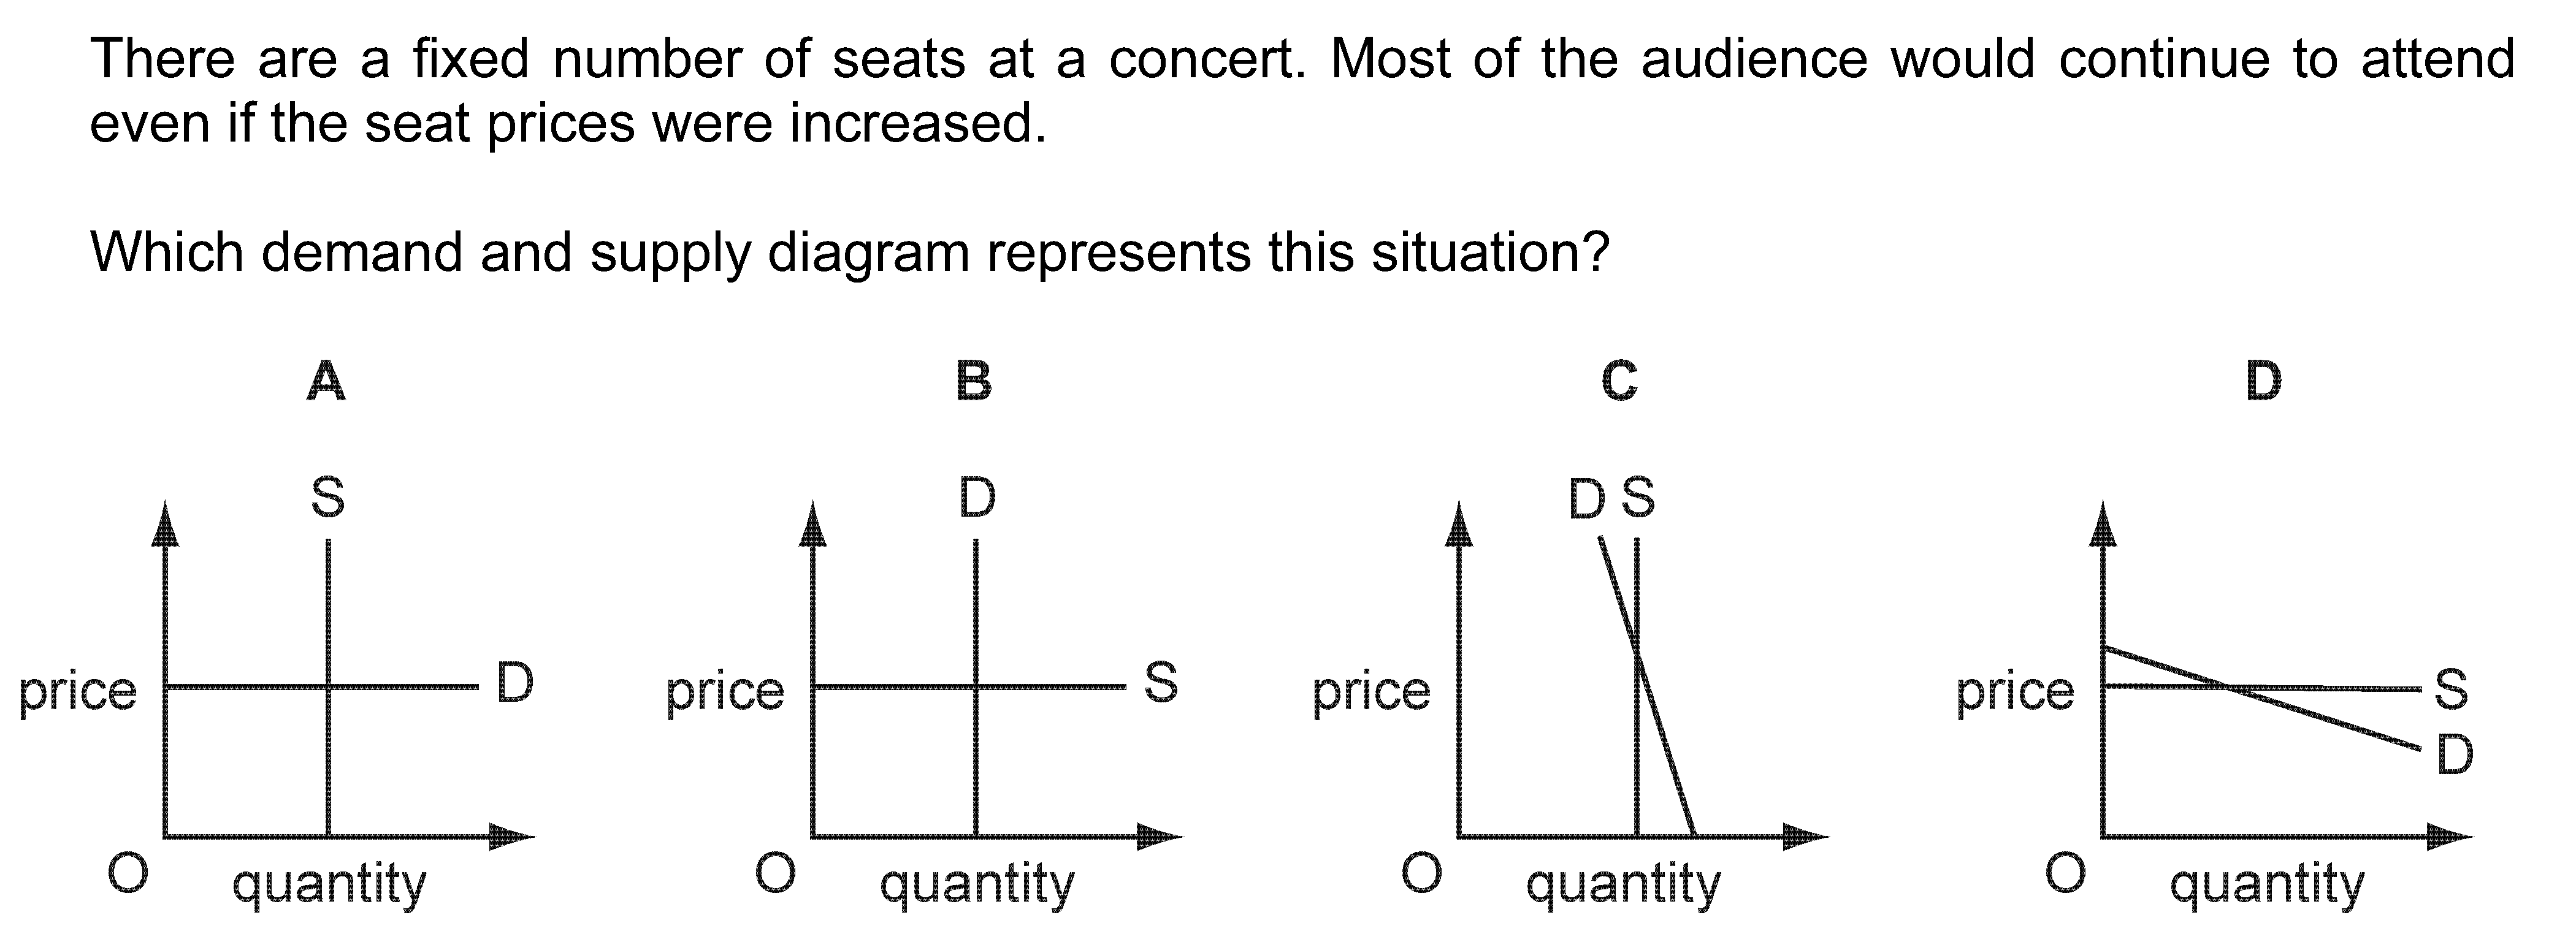 There are a fixed number of seats at a concert. Most of the audience would continue to attend
even if the seat prices were increased.
Which demand and supply diagram represents this situation?
A B C D
S D D S
price D price S price price S
D
O quantity O quantity O quantity O quantity